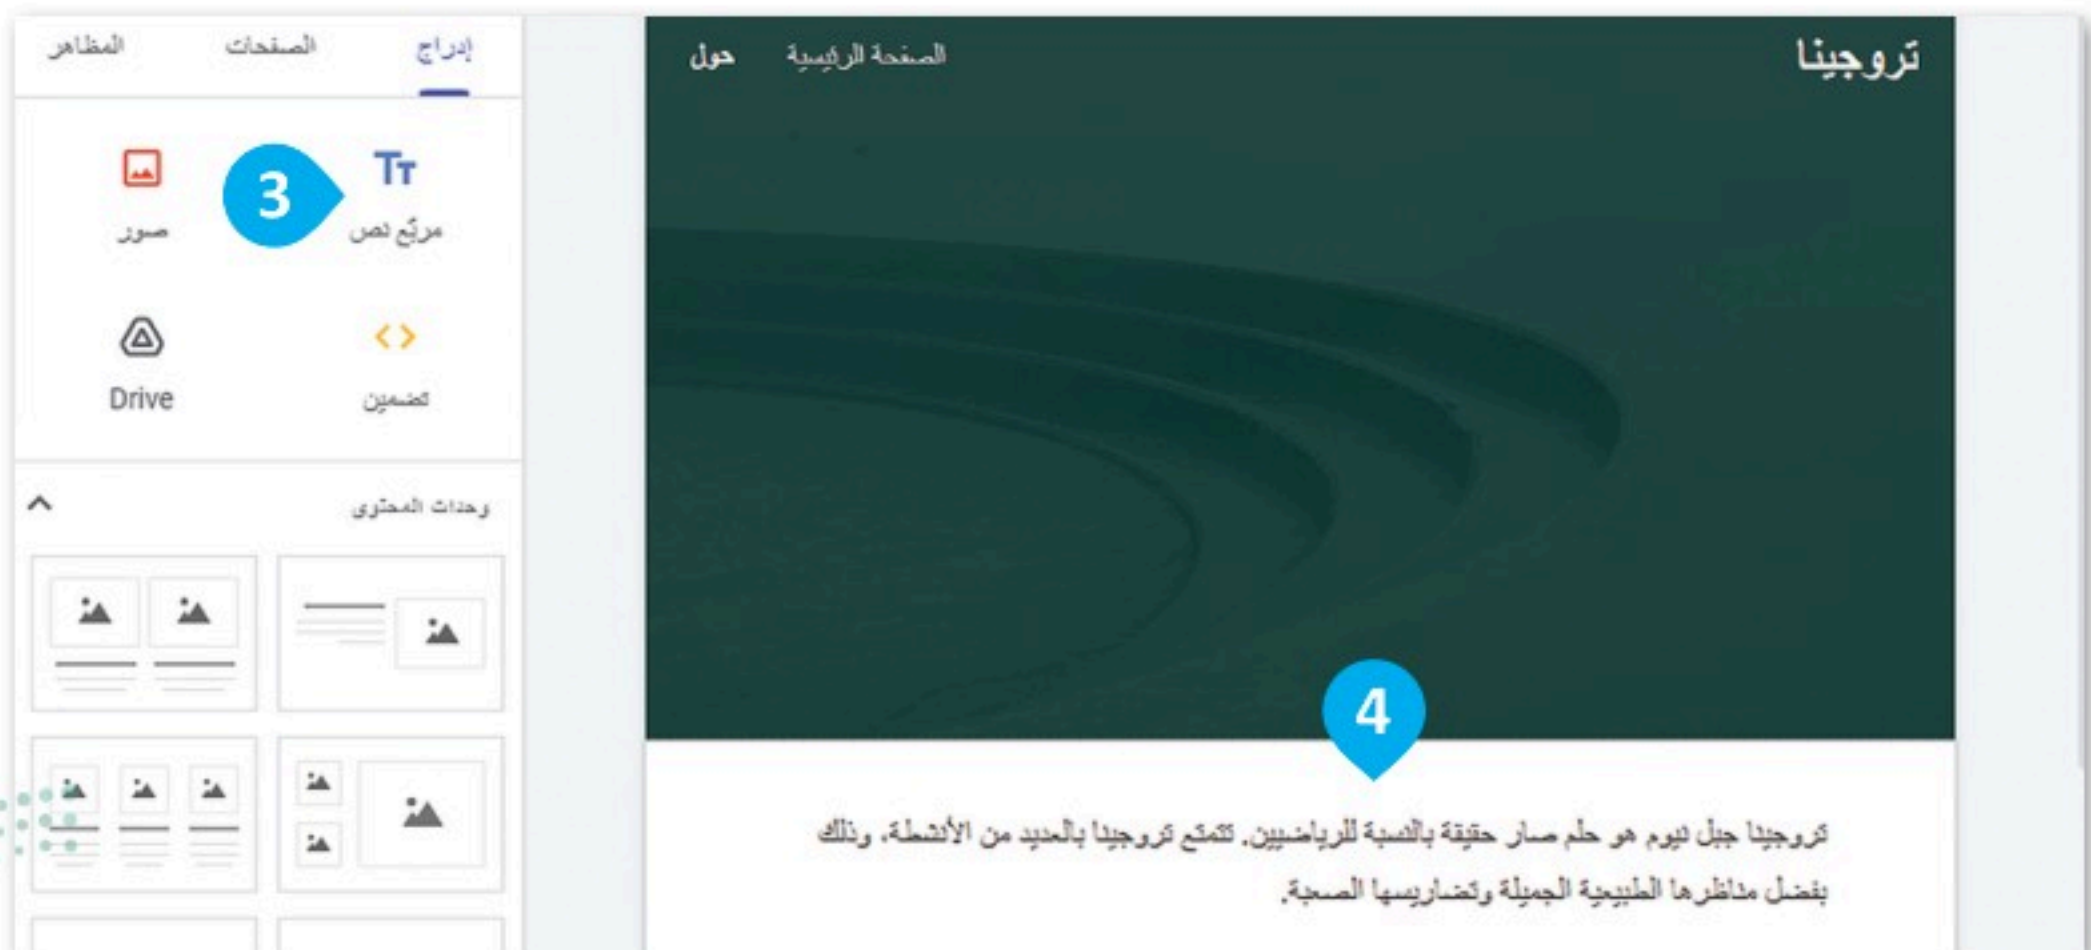 تروجينا
الصفحة الرئيسية
حول
إدراج
الصفحات
المظاهر
3
مربّع نص
صور
تضمين
Drive
وحدات المحتوى
4
تروجينا جبل نيوم هو حلم صار حقيقة بالنسبة للرياضيين. تتمتع تروجينا بالعديد من الأنشطة، وذلك
بفضل مناظرها الطبيعية الجميلة وتضاريسها الصعبة.